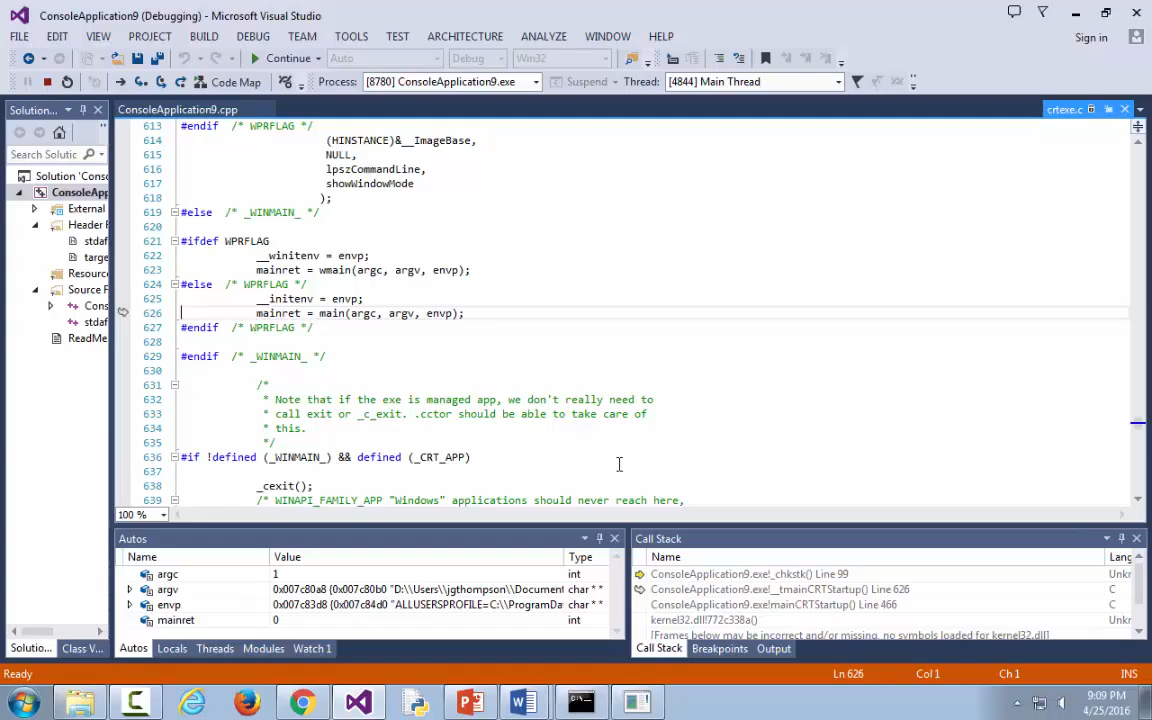 ConsoleApplication9 (Debugging) - Microsoft Visual Studio
FILE EDIT VIEW PROJECT BUILD DEBUG TEAM TOOLS TEST ARCHITECTURE ANALYZE WINDOW HELP Sign in
Continue Auto Debug Win32
Code Map Process: [8780] ConsoleApplication9.exe Suspend Thread: [4844] Main Thread
Solution... ConsoleApplication9.cpp crtexe.c
Search Solutic
Solution 'Consc
ConsoleApp
External
Header F
stdaf
target
Resource
Source F
Cons
stdaf
ReadMe
613 #endif /* WPRFLAG */
614 (HINSTANCE)&__ImageBase,
615 NULL,
616 lpszCommandLine,
617 showWindowMode
618 );
619 #else /* _WINMAIN_ */
620
621 #ifdef WPRFLAG
622 __winitenv = envp;
623 mainret = wmain(argc, argv, envp);
624 #else /* WPRFLAG */
625 __initenv = envp;
626 mainret = main(argc, argv, envp);
627 #endif /* WPRFLAG */
628
629 #endif /* _WINMAIN_ */
630
631 /*
632 * Note that if the exe is managed app, we don't really need to
633 * call exit or _c_exit. .cctor should be able to take care of
634 * this.
635 */
636 #if !defined (_WINMAIN_) && defined (_CRT_APP)
637
638 _cexit();
639 /* WINAPI_FAMILY_APP "Windows" applications should never reach here,
100 %
Autos
Name Value Type
argc 1 int
argv 0x007c80a8 {0x007c80b0 "D:\\Users\\jgthompson\\Document char * *
envp 0x007c83d8 {0x007c84d0 "ALLUSERSPROFILE=C:\\ProgramDa char * *
mainret 0 int
Autos Locals Threads Modules Watch 1
Call Stack
Name Lang
ConsoleApplication9.exe!_chkstk() Line 99 Unkn
ConsoleApplication9.exe!__tmainCRTStartup() Line 626 C
ConsoleApplication9.exe!mainCRTStartup() Line 466 C
kernel32.dll!772c338a() Unkn
[Frames below may be incorrect and/or missing, no symbols loaded for kernel32.dll]
Call Stack Breakpoints Output
Solutio... Class V...
Ready Ln 626 Col 1 Ch 1 INS
9:09 PM
4/25/2016